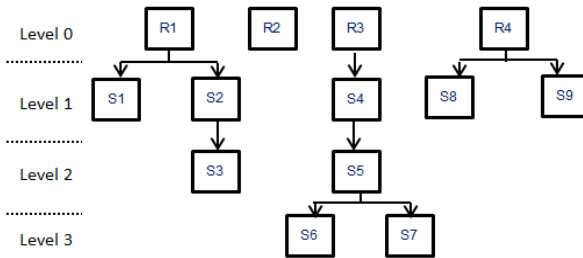 Level 0 R1 R2 R3 R4
Level 1 S1 S2 S4 S8 S9
Level 2 S3 S5
Level 3 S6 S7